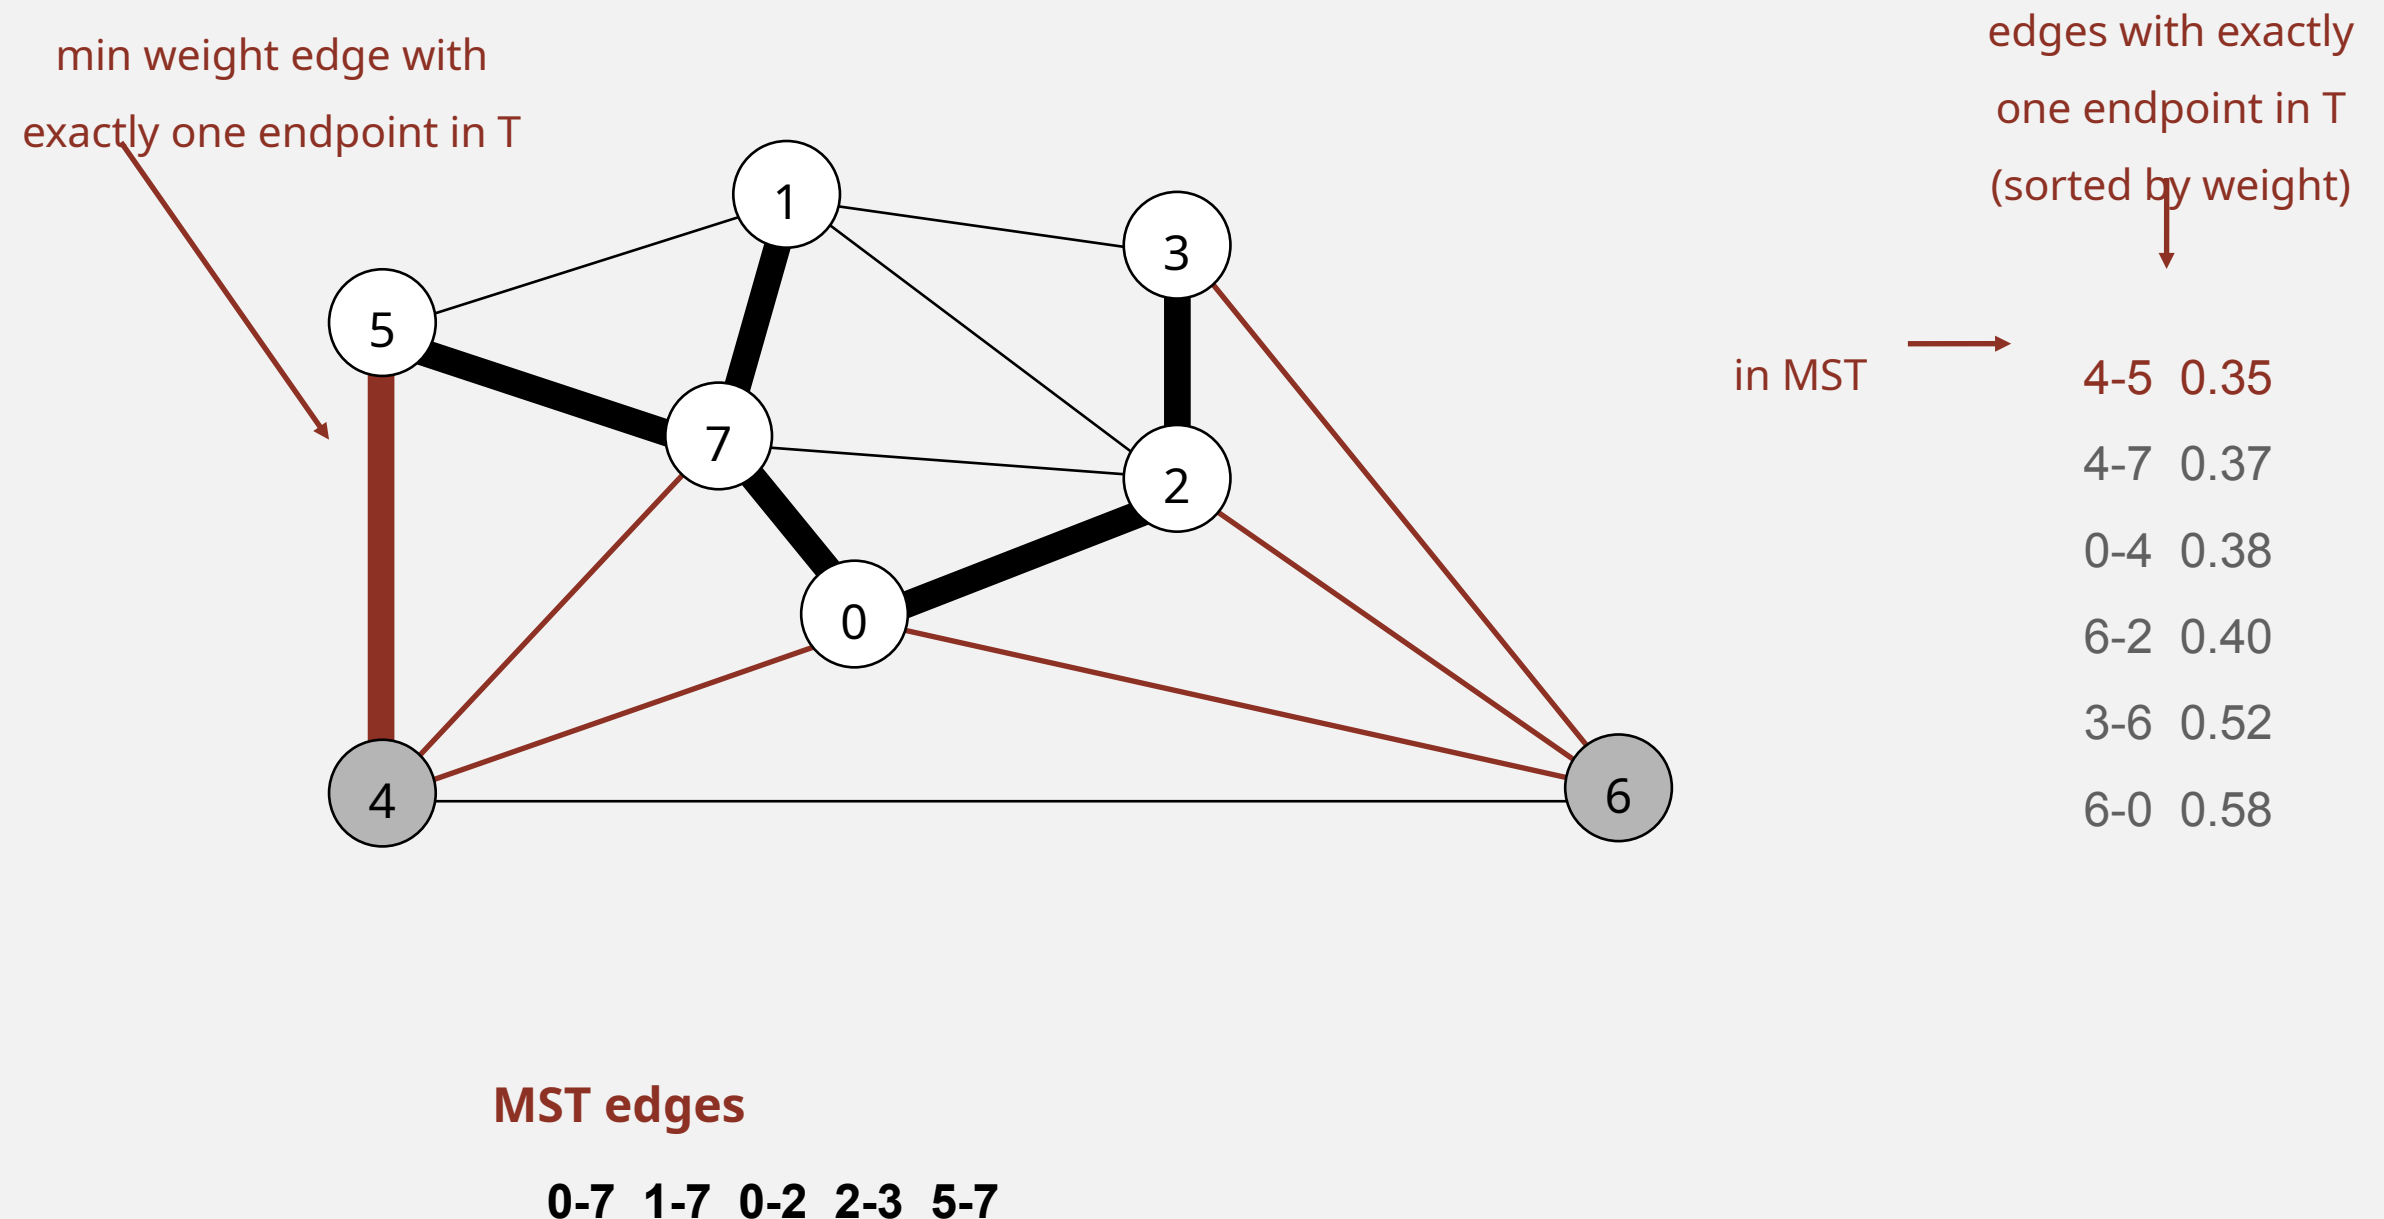 min weight edge with
exactly one endpoint in T
edges with exactly
one endpoint in T
(sorted by weight)
1
3
5
in MST
4-5 0.35
7
4-7 0.37
2
0-4 0.38
0
6-2 0.40
3-6 0.52
4
6
6-0 0.58
MST edges
0-7 1-7 0-2 2-3 5-7